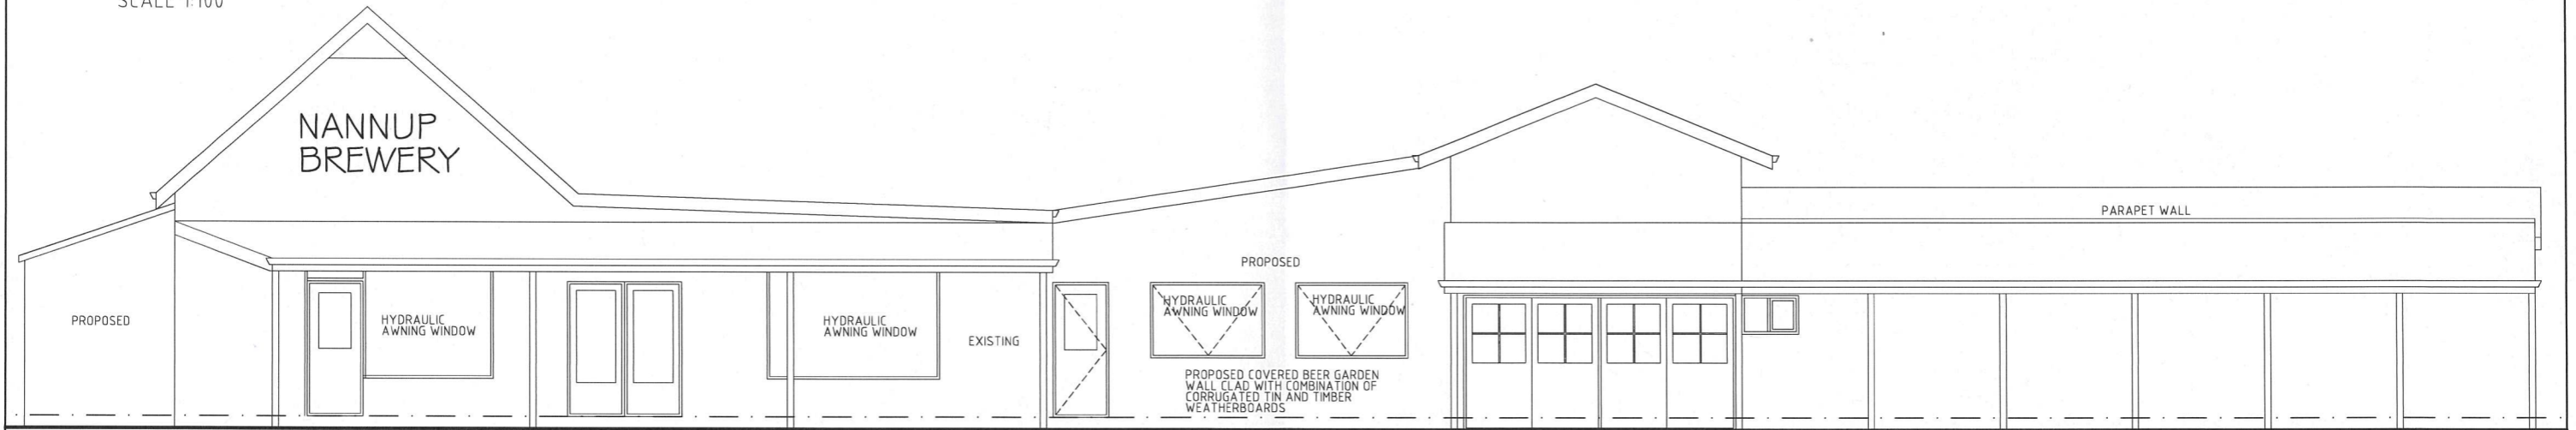 SCALE 1:100
NANNUP
BREWERY
PARAPET WALL
PROPOSED
PROPOSED
HYDRAULIC
AWNING WINDOW
HYDRAULIC
AWNING WINDOW
EXISTING
HYDRAULIC
AWNING WINDOW
HYDRAULIC
AWNING WINDOW
PROPOSED COVERED BEER GARDEN
WALL CLAD WITH COMBINATION OF
CORRUGATED TIN AND TIMBER
WEATHERBOARDS